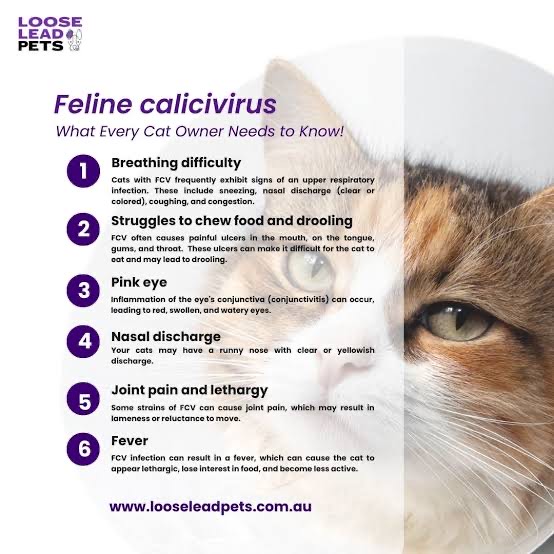 LOOSE
LEAD
PETS
Feline calicivirus
What Every Cat Owner Needs to Know!
1
Breathing difficulty
Cats with FCV frequently exhibit signs of an upper respiratory
infection. These include sneezing, nasal discharge (clear or
colored), coughing, and congestion.
2
Struggles to chew food and drooling
FCV often causes painful ulcers in the mouth, on the tongue,
gums, and throat. These ulcers can make it difficult for the cat to
eat and may lead to drooling.
3
Pink eye
Inflammation of the eye's conjunctiva (conjunctivitis) can occur,
leading to red, swollen, and watery eyes.
4
Nasal discharge
Your cats may have a runny nose with clear or yellowish
discharge.
5
Joint pain and lethargy
Some strains of FCV can cause joint pain, which may result in
lameness or reluctance to move.
6
Fever
FCV infection can result in a fever, which can cause the cat to
appear lethargic, lose interest in food, and become less active.
www.looseleadpets.com.au